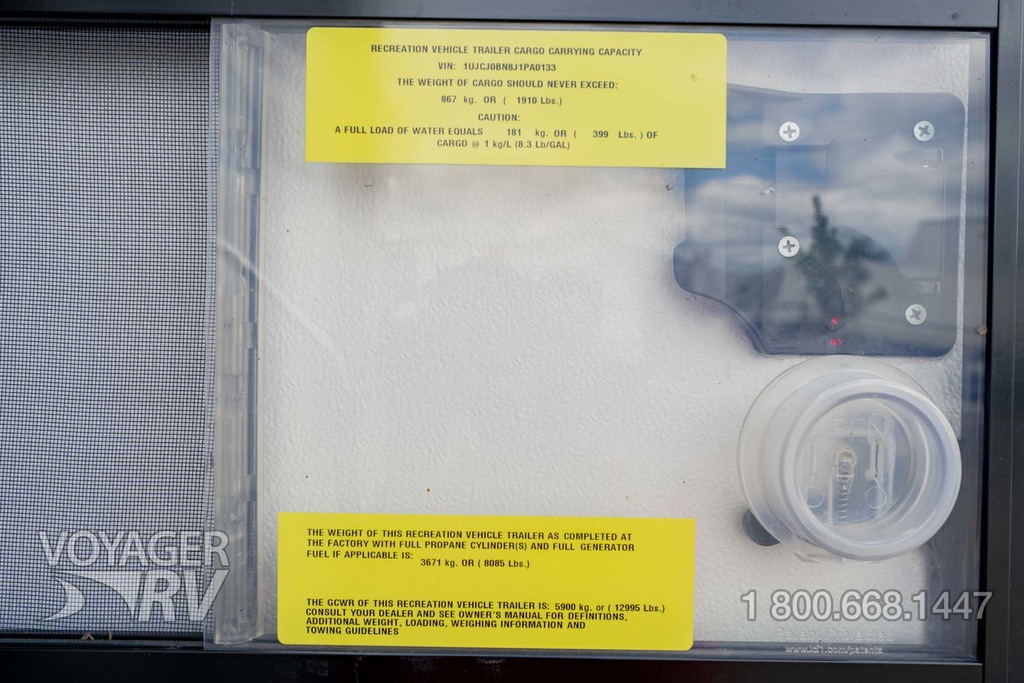 RECREATION VEHICLE TRAILER CARGO CARRYING CAPACITY
VIN: 1UJCJ0BN8J1PA0133
THE WEIGHT OF CARGO SHOULD NEVER EXCEED:
867 kg. OR ( 1910 Lbs.)
CAUTION:
A FULL LOAD OF WATER EQUALS 181 kg. OR ( 399 Lbs. ) OF
CARGO @ 1 kg/L (8.3 Lb/GAL)
THE WEIGHT OF THIS RECREATION VEHICLE TRAILER AS COMPLETED AT
THE FACTORY WITH FULL PROPANE CYLINDER(S) AND FULL GENERATOR
FUEL IF APPLICABLE IS:
3671 kg. OR ( 8085 Lbs.)
THE GCWR OF THIS RECREATION VEHICLE TRAILER IS: 5900 kg. or ( 12995 Lbs.)
CONSULT YOUR DEALER AND SEE OWNER'S MANUAL FOR DEFINITIONS,
ADDITIONAL WEIGHT, LOADING, WEIGHING INFORMATION AND
TOWING GUIDELINES
VOYAGER
RV
1 800.668.1447
www.lci1.com/patents